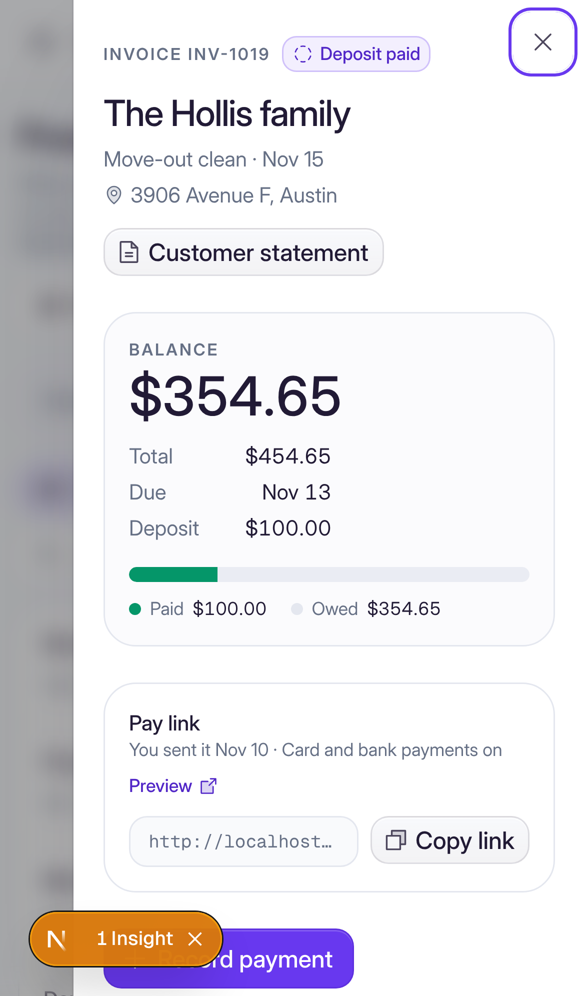 INVOICE INV-1019 Deposit paid
The Hollis family
Move-out clean · Nov 15
3906 Avenue F, Austin
Customer statement
BALANCE
$354.65
Total $454.65
Due Nov 13
Deposit $100.00
Paid $100.00 Owed $354.65
Pay link
You sent it Nov 10 · Card and bank payments on
Preview
http://localhost…
Copy link
N 1 Insight
Record payment